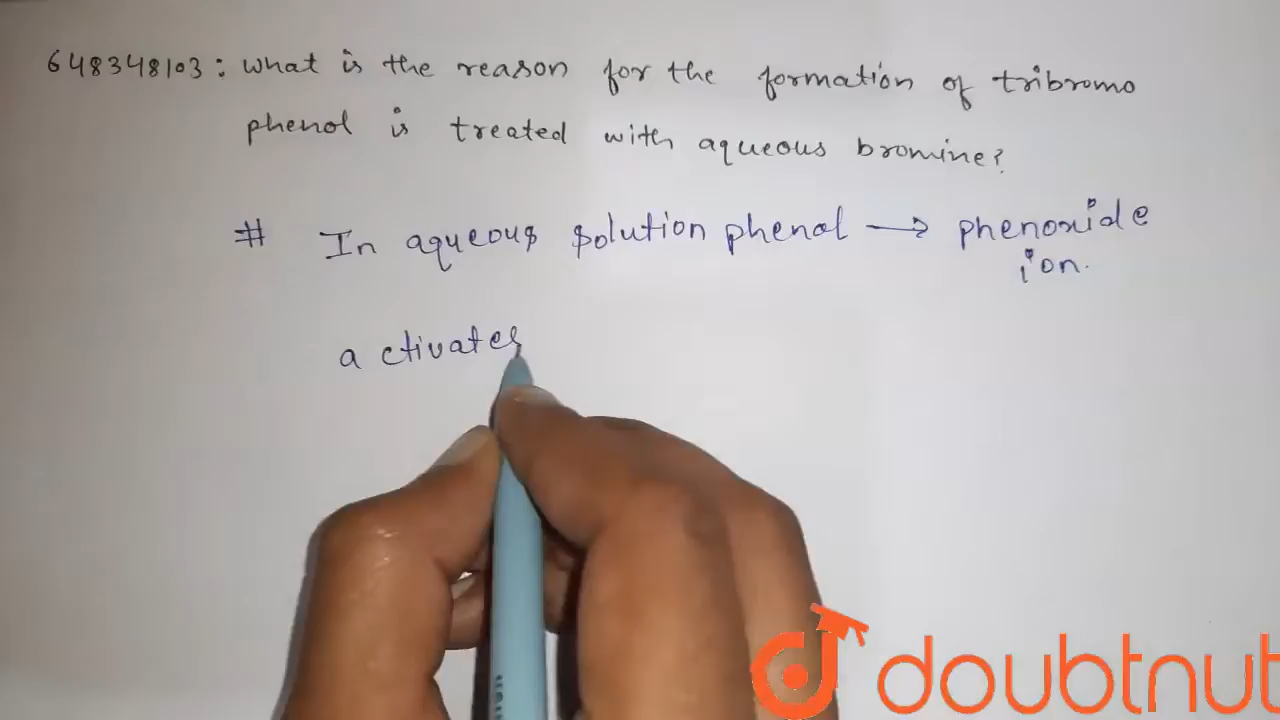 648348103: what is the reason for the formation of tribromo
phenol is treated with aqueous bromine?
# In aqueous solution phenol → phenoxide
ion.
activates
doubtnut